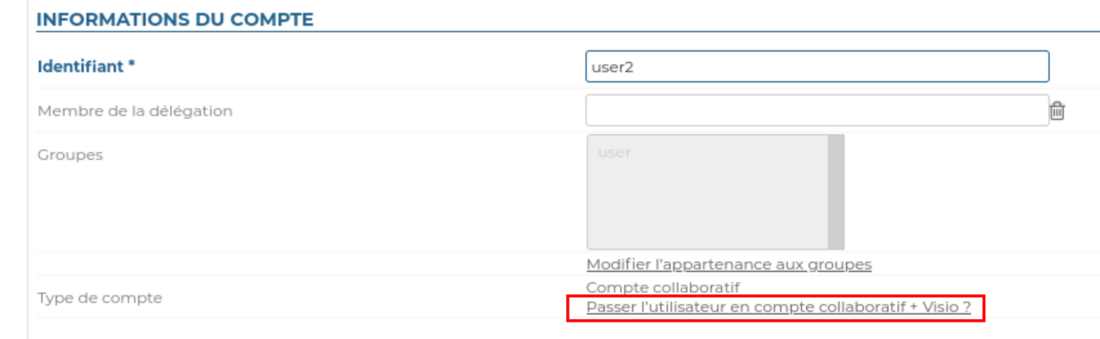 INFORMATIONS DU COMPTE
Identifiant *
user2
Membre de la délégation
Groupes
user
Modifier l'appartenance aux groupes
Type de compte
Compte collaboratif
Passer l'utilisateur en compte collaboratif + Visio ?